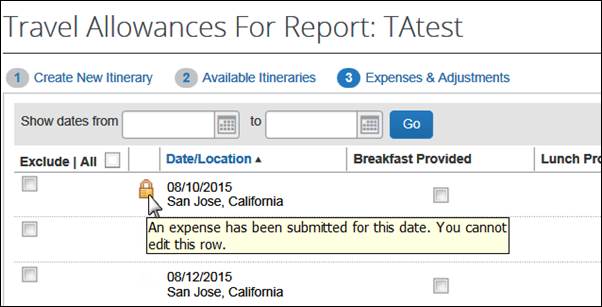 Travel Allowances For Report: TAtest
1 Create New Itinerary 2 Available Itineraries 3 Expenses & Adjustments
Show dates from to Go
Exclude | All Date/Location ▲ Breakfast Provided Lunch Pro
08/10/2015
San Jose, California
An expense has been submitted for this date. You cannot
edit this row.
08/12/2015
San Jose, California